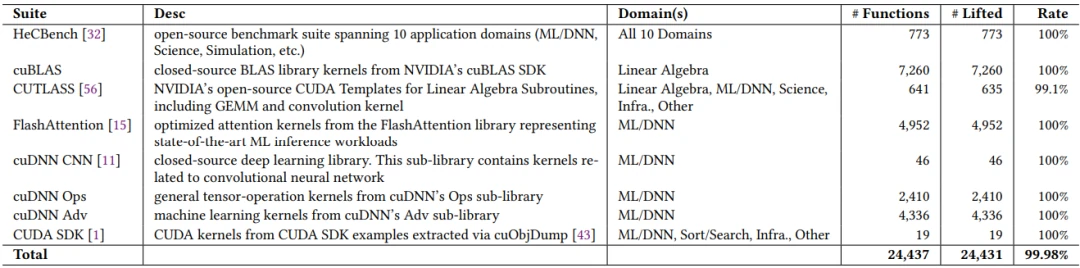 Suite Desc Domain(s) # Functions # Lifted Rate
HeCBench [32] open-source benchmark suite spanning 10 application domains (ML/DNN, All 10 Domains 773 773 100%
Science, Simulation, etc.)
cuBLAS closed-source BLAS library kernels from NVIDIA's cuBLAS SDK Linear Algebra 7,260 7,260 100%
CUTLASS [56] NVIDIA's open-source CUDA Templates for Linear Algebra Subroutines, Linear Algebra, ML/DNN, Science, 641 635 99.1%
including GEMM and convolution kernel Infra., Other
FlashAttention [15] optimized attention kernels from the FlashAttention library representing ML/DNN 4,952 4,952 100%
state-of-the-art ML inference workloads
cuDNN CNN [11] closed-source deep learning library. This sub-library contains kernels re- ML/DNN 46 46 100%
lated to convolutional neural network
cuDNN Ops general tensor-operation kernels from cuDNN's Ops sub-library ML/DNN 2,410 2,410 100%
cuDNN Adv machine learning kernels from cuDNN's Adv sub-library ML/DNN 4,336 4,336 100%
CUDA SDK [1] CUDA kernels from CUDA SDK examples extracted via cuObjDump [43] ML/DNN, Sort/Search, Infra., Other 19 19 100%
Total 24,437 24,431 99.98%